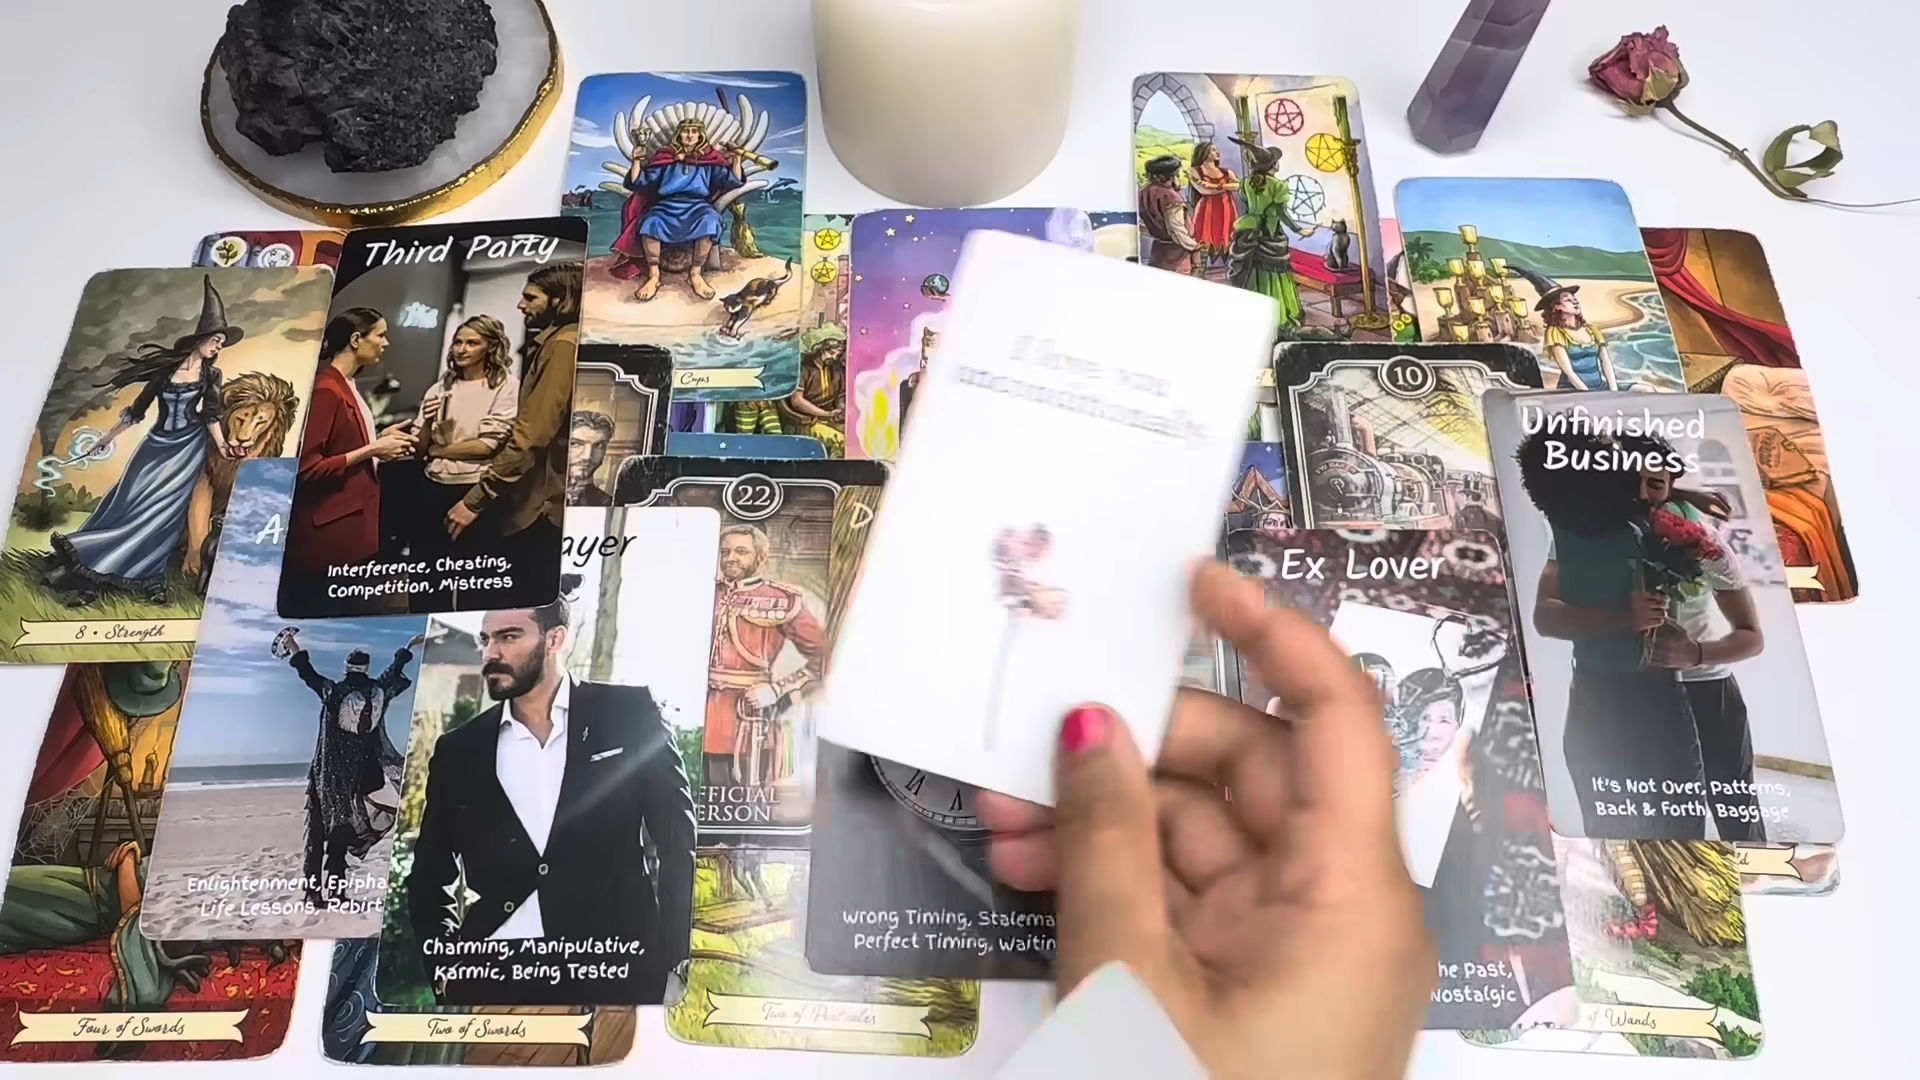 Third Party
Cups
10
Unfinished
Business
22
A
ayer
Ex Lover
Interference, Cheating,
Competition, Mistress
8 • Strength
It's Not Over, Patterns,
Back & Forth, Baggage
FFICIAL
ERSON
Enlightenment, Epipha
Life Lessons, Rebirt
Charming, Manipulative,
Karmic, Being Tested
Wrong Timing, Stalema
Perfect Timing, Waitin
he Past,
Nostalgic
Four of Swords
Two of Swords
Two of Pentacles
of Wands